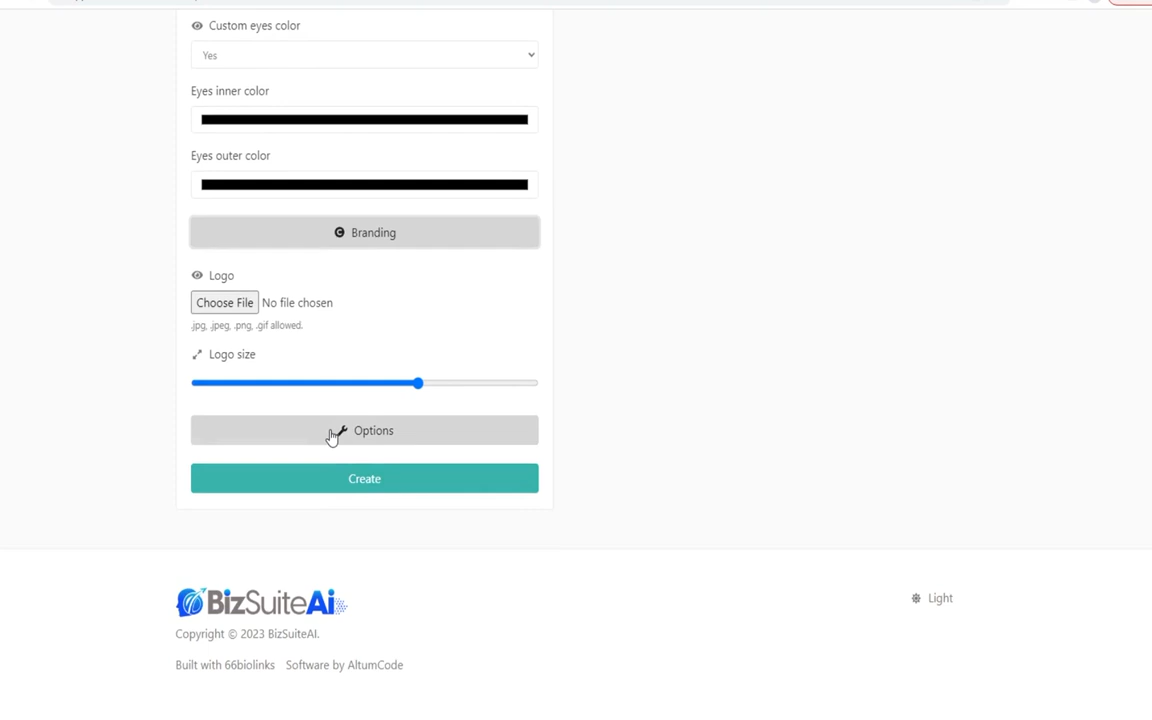 Custom eyes color
Yes
Eyes inner color
Eyes outer color
Branding
Logo
Choose File No file chosen
.jpg, .jpeg, .png, .gif allowed.
Logo size
Options
Create
BizSuiteAi
Light
Copyright © 2023 BizSuiteAI.
Built with 66biolinks Software by AltumCode